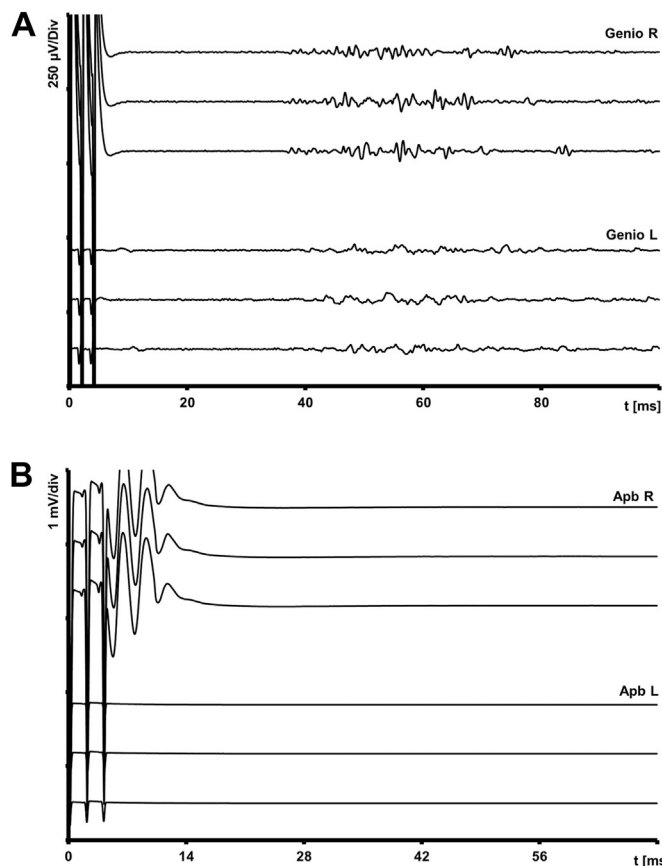 A
250 µV/Div
Genio R
Genio L
0 20 40 60 80 t [ms]
B
1 mV/div
Apb R
Apb L
0 14 28 42 56 t [ms